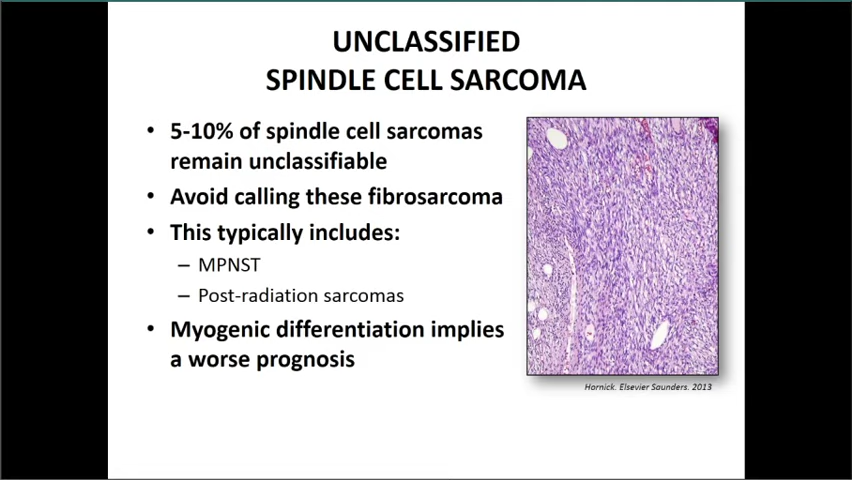 UNCLASSIFIED
SPINDLE CELL SARCOMA
• 5-10% of spindle cell sarcomas
remain unclassifiable
• Avoid calling these fibrosarcoma
• This typically includes:
– MPNST
– Post-radiation sarcomas
• Myogenic differentiation implies
a worse prognosis
Hornick. Elsevier Saunders. 2013